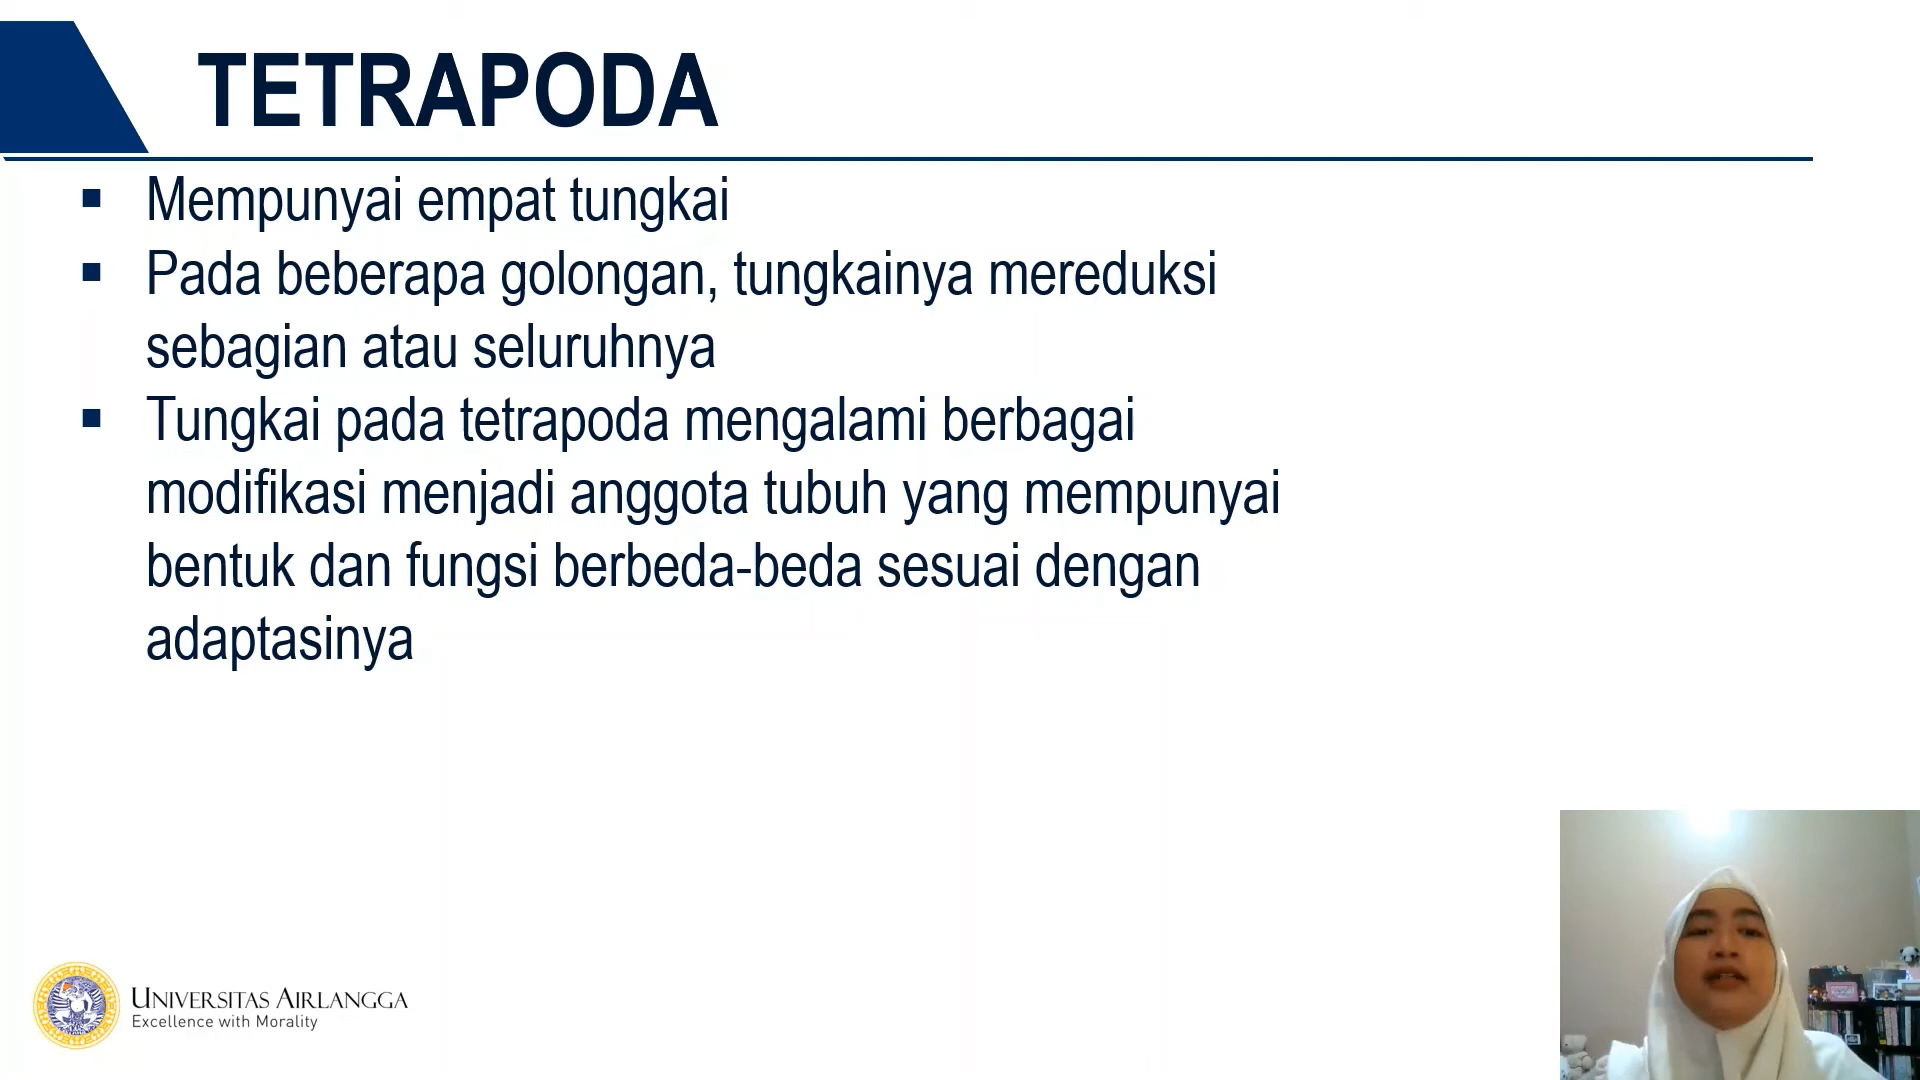 TETRAPODA
▪ Mempunyai empat tungkai
▪ Pada beberapa golongan, tungkainya mereduksi
sebagian atau seluruhnya
▪ Tungkai pada tetrapoda mengalami berbagai
modifikasi menjadi anggota tubuh yang mempunyai
bentuk dan fungsi berbeda-beda sesuai dengan
adaptasinya
UNIVERSITAS AIRLANGGA
Excellence with Morality